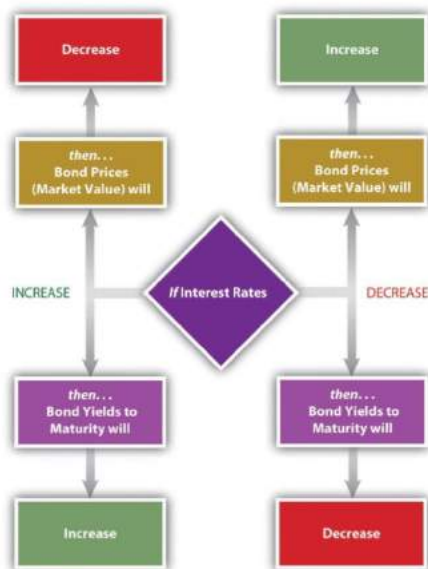 Decrease
Increase
then...
Bond Prices
(Market Value) will
then...
Bond Prices
(Market Value) will
INCREASE
If Interest Rates
DECREASE
then...
Bond Yields to
Maturity will
then...
Bond Yields to
Maturity will
Increase
Decrease